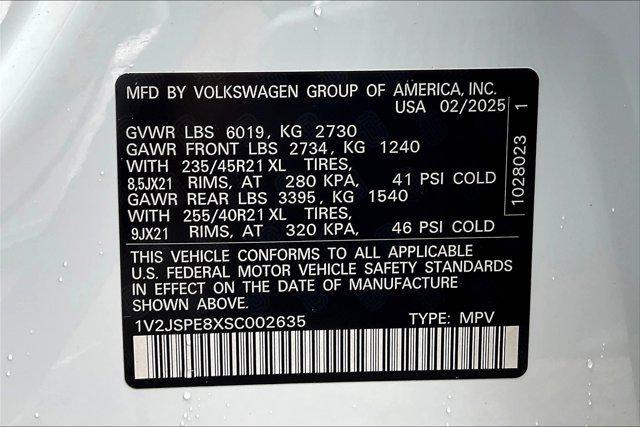 MFD BY VOLKSWAGEN GROUP OF AMERICA, INC.
USA 02/2025
GVWR LBS 6019, KG 2730
GAWR FRONT LBS 2734, KG 1240
WITH 235/45R21 XL TIRES,
8,5JX21 RIMS, AT 280 KPA, 41 PSI COLD
GAWR REAR LBS 3395, KG 1540
WITH 255/40R21 XL TIRES,
9JX21 RIMS, AT 320 KPA, 46 PSI COLD
1028023 1
THIS VEHICLE CONFORMS TO ALL APPLICABLE
U.S. FEDERAL MOTOR VEHICLE SAFETY STANDARDS
IN EFFECT ON THE DATE OF MANUFACTURE
SHOWN ABOVE.
1V2JSPE8XSC002635 TYPE: MPV